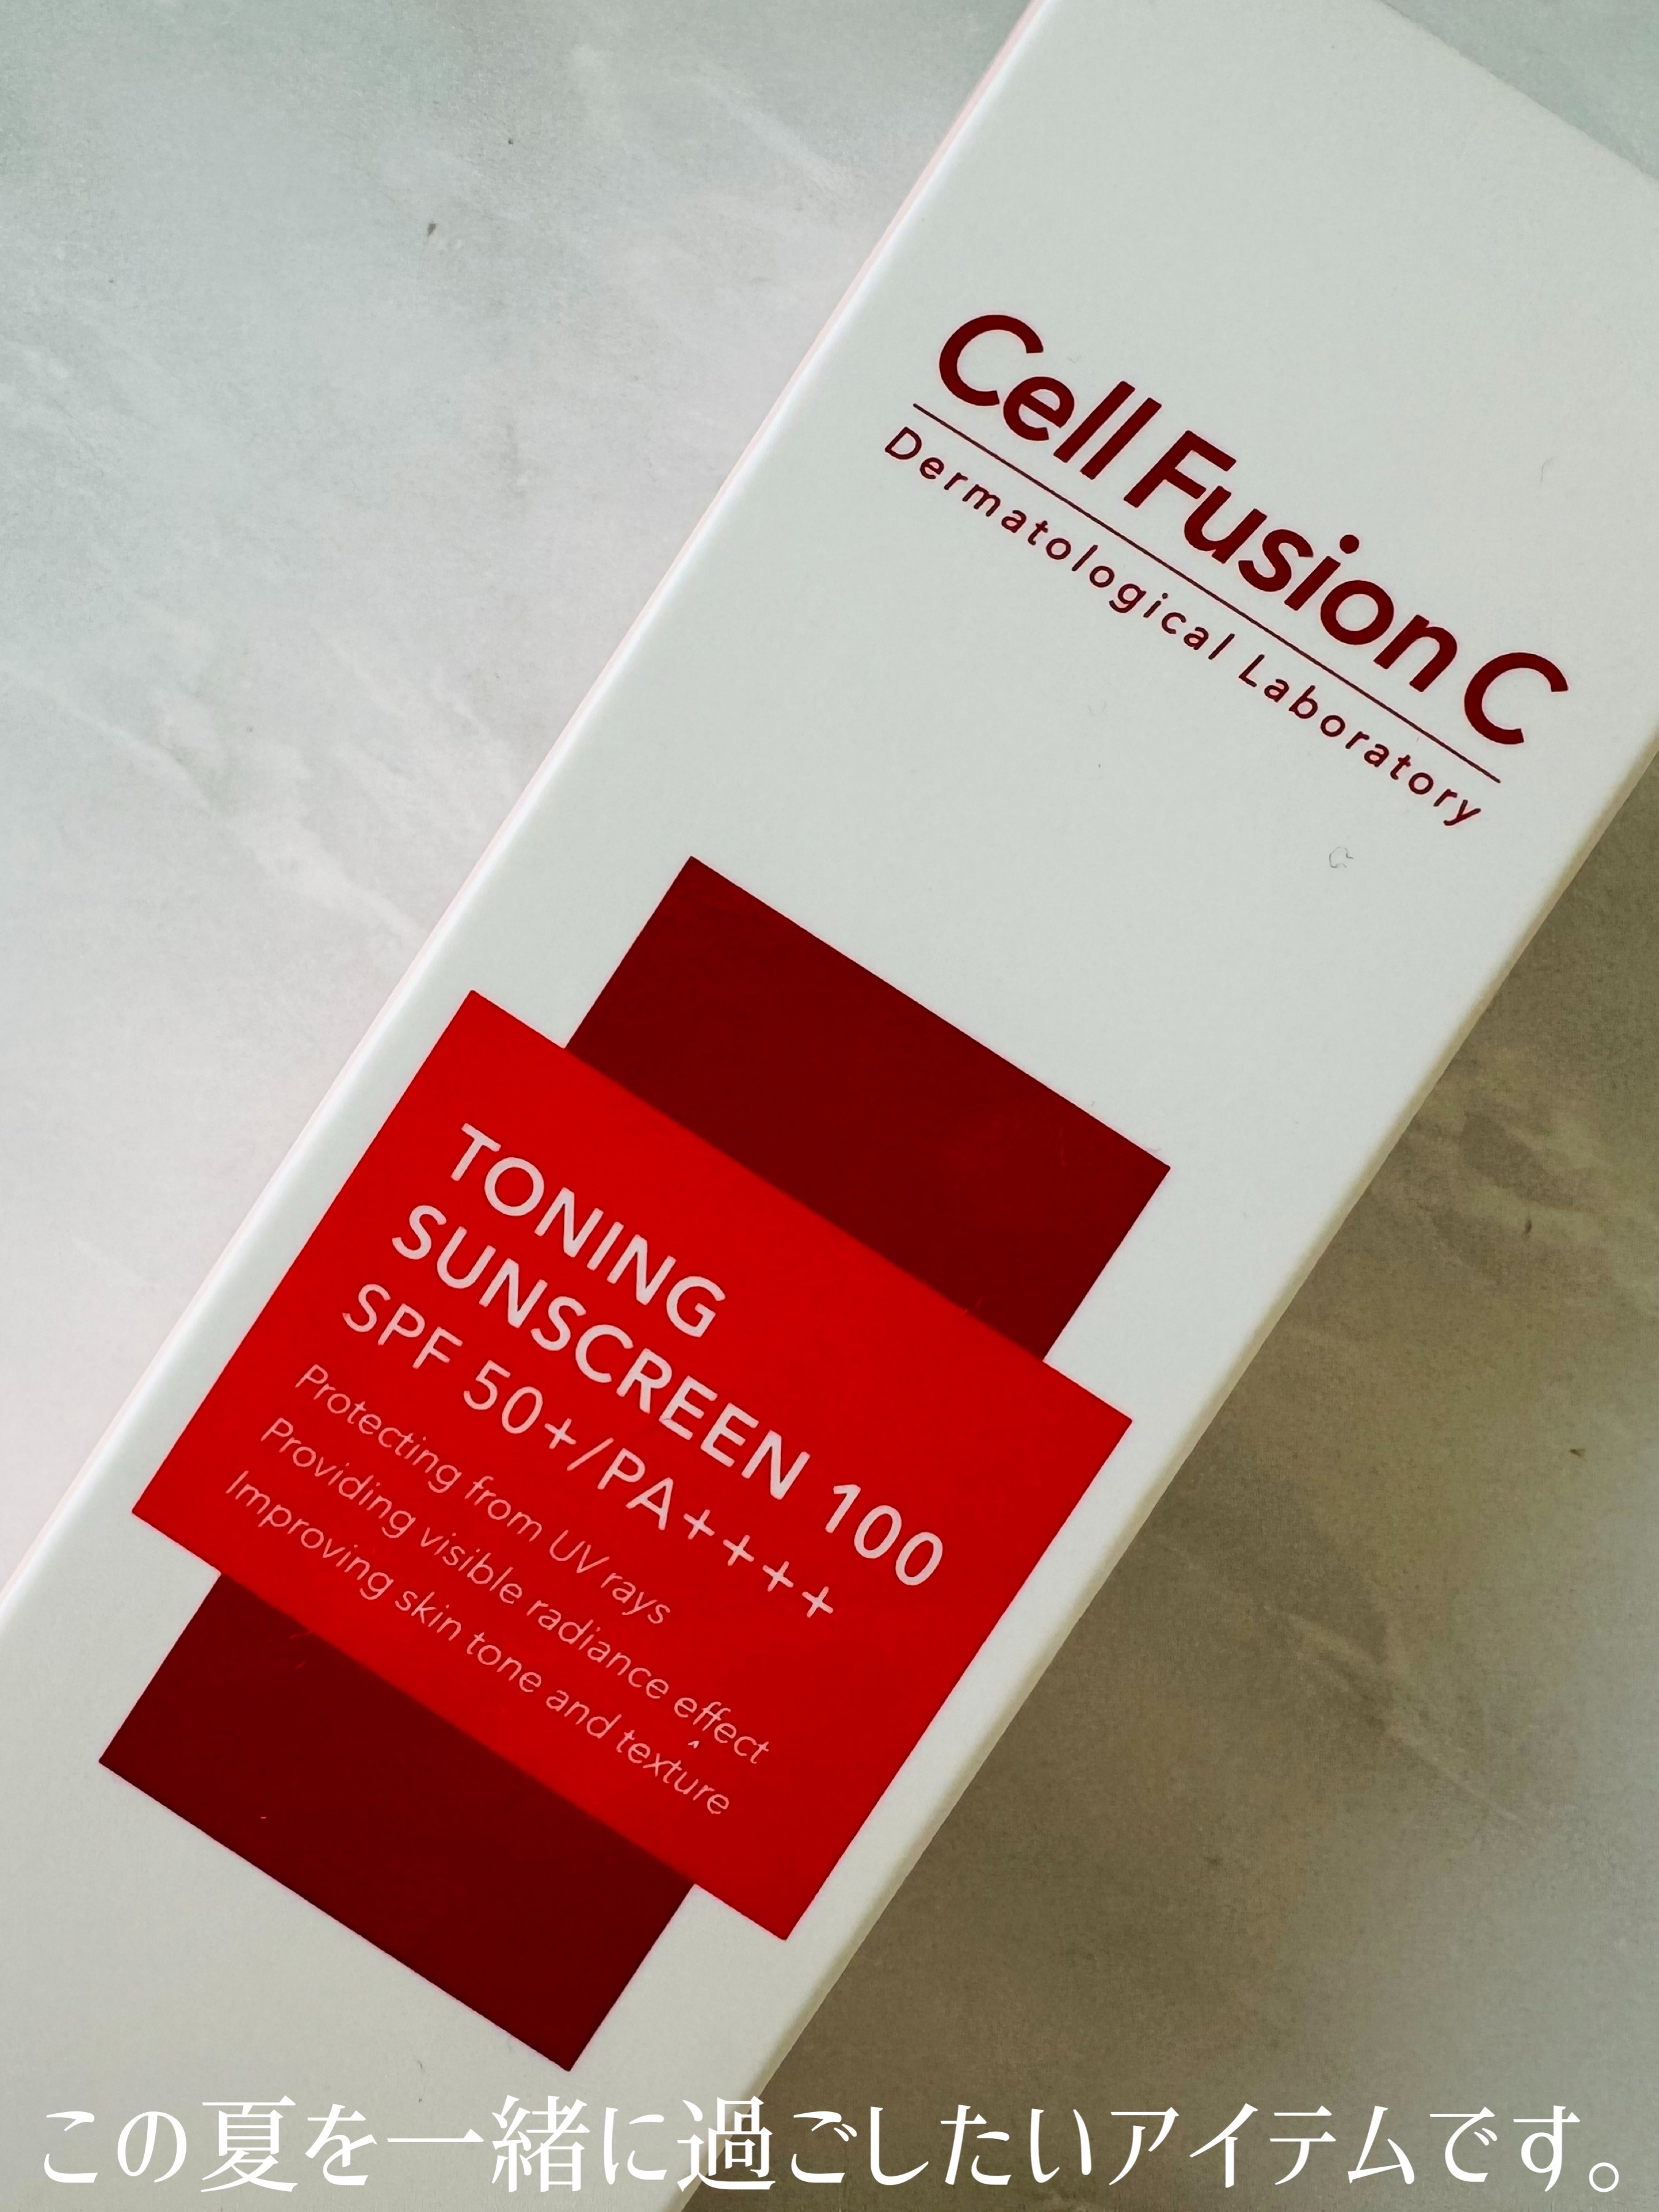 Cell Fusion C
Dermatological Laboratory
TONING
SUNSCREEN 100
SPF 50+/PA++++
Protecting from UV rays
Providing visible radiance effect
Improving skin tone and texture
この夏を一緒に過ごしたいアイテムです。